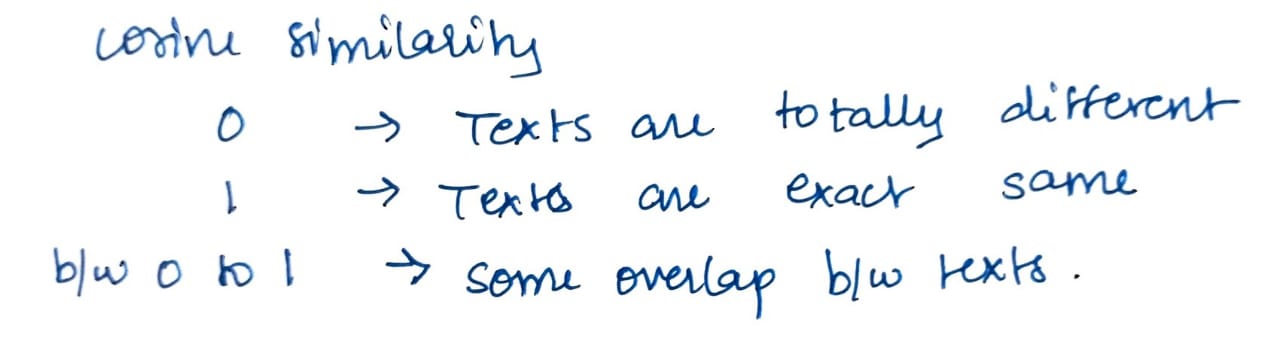 cosine similarity
0 → Texts are totally different
1 → Texts are exact same
b/w 0 to 1 → some overlap b/w texts.